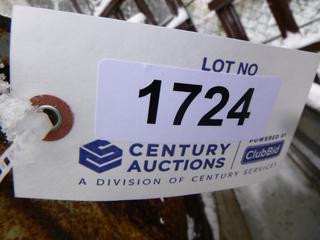 LOT NO
1724
CENTURY
AUCTIONS
POWERED BY
ClubBid
A DIVISION OF CENTURY SERVICES